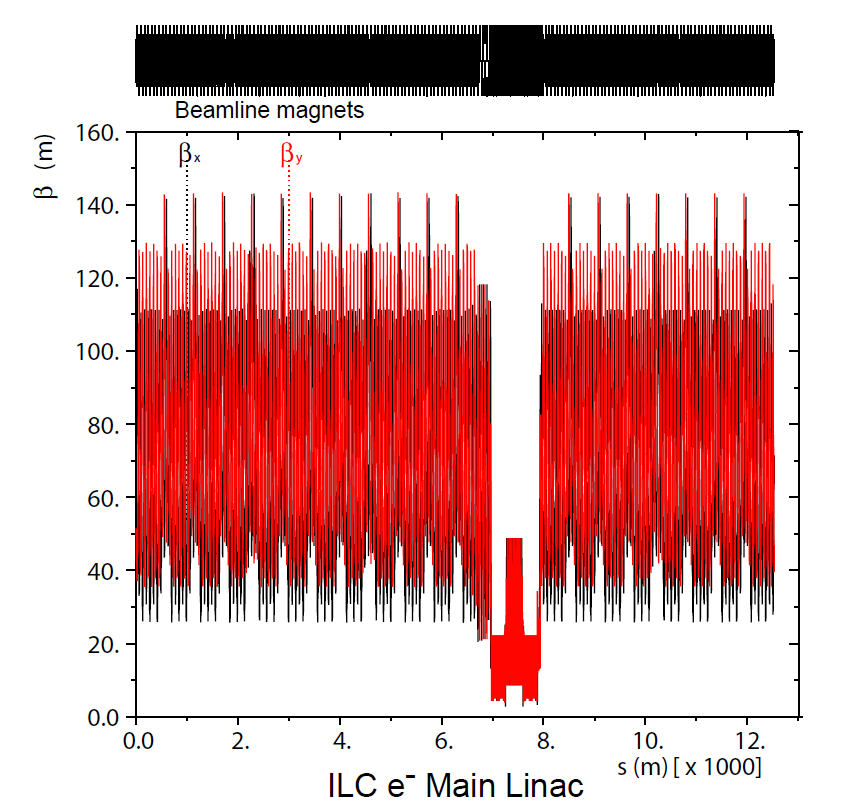 Beamline magnets
β (m)
160.
140.
120.
100.
80.
60.
40.
20.
0.0
βx
βy
0.0 2. 4. 6. 8. 10. 12.
s (m) [ x 1000]
ILC e- Main Linac